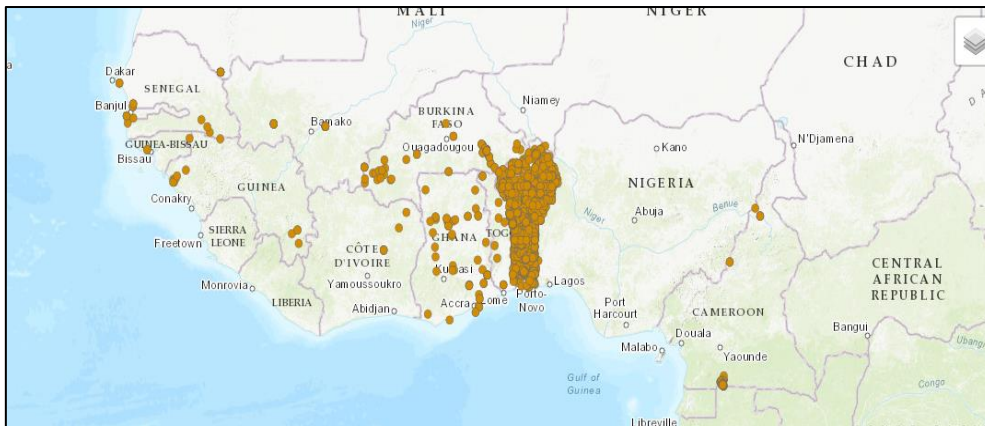 MALI
NIGER
Niger
CHAD
Dakar
SENEGAL
Niamey
BURKINA
FASO
Banjul
Bamako
N'Djamena
Ouagadougou
Kano
GUINEA-BISSAU
Bissau
NIGERIA
GUINEA
Conakry
Niger
Abuja
Benue
SIERRA
LEONE
Freetown
CÔTE
D'IVOIRE
GHANA
TOG
Yamoussoukro
Kumasi
Monrovia
LIBERIA
Abidjan
Accra
Lome
Porto-
Novo
Lagos
CENTRAL
AFRICAN
REPUBLIC
Port
Harcourt
CAMEROON
Douala
Bangui
Malabo
Yaounde
Ubang
Gulf of
Guinea
Congo
Libreville